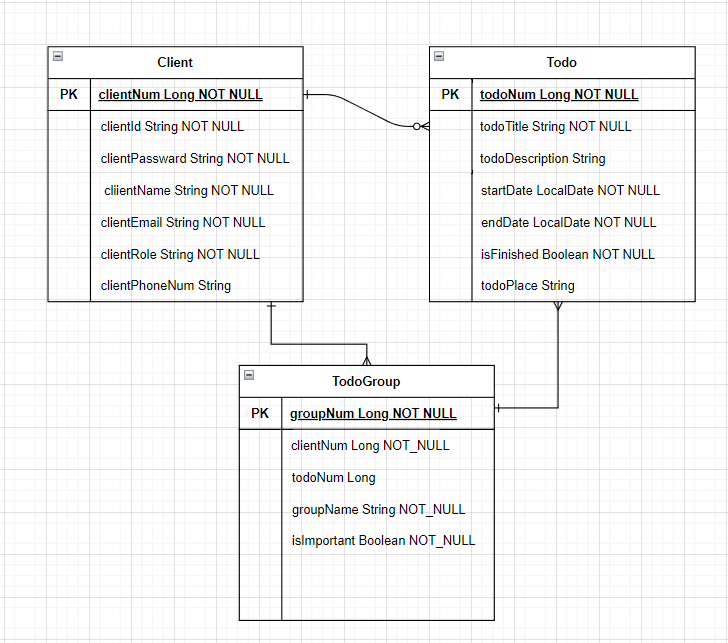 Client
PK clientNum Long NOT NULL
clientId String NOT NULL
clientPassward String NOT NULL
cliientName String NOT NULL
clientEmail String NOT NULL
clientRole String NOT NULL
clientPhoneNum String
Todo
PK todoNum Long NOT NULL
todoTitle String NOT NULL
todoDescription String
startDate LocalDate NOT NULL
endDate LocalDate NOT NULL
isFinished Boolean NOT NULL
todoPlace String
TodoGroup
PK groupNum Long NOT NULL
clientNum Long NOT_NULL
todoNum Long
groupName String NOT_NULL
isImportant Boolean NOT_NULL